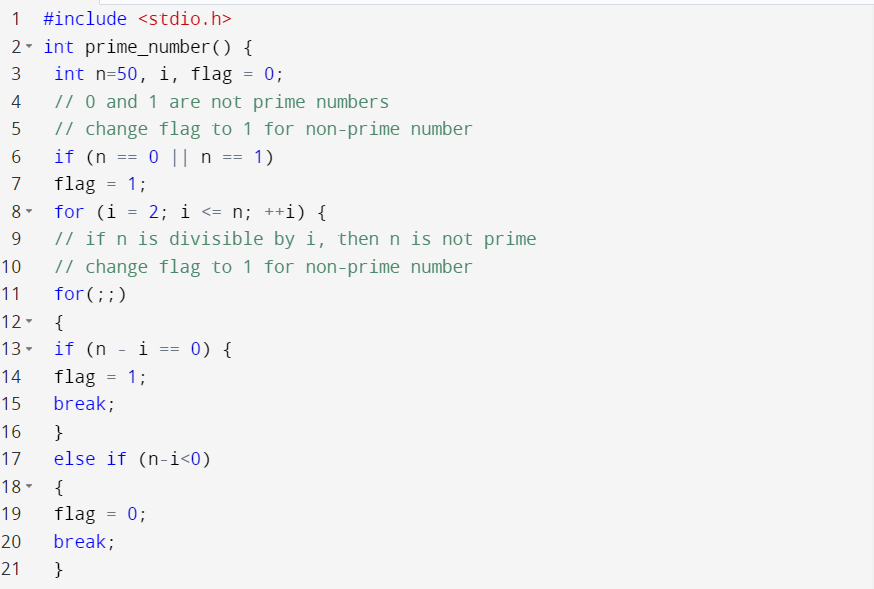 1 #include <stdio.h>
2 int prime_number() {
3 int n=50, i, flag = 0;
4 // 0 and 1 are not prime numbers
5 // change flag to 1 for non-prime number
6 if (n == 0 || n == 1)
7 flag = 1;
8 for (i = 2; i <= n; ++i) {
9 // if n is divisible by i, then n is not prime
10 // change flag to 1 for non-prime number
11 for(;;)
12 {
13 if (n - i == 0) {
14 flag = 1;
15 break;
16 }
17 else if (n-i<0)
18 {
19 flag = 0;
20 break;
21 }